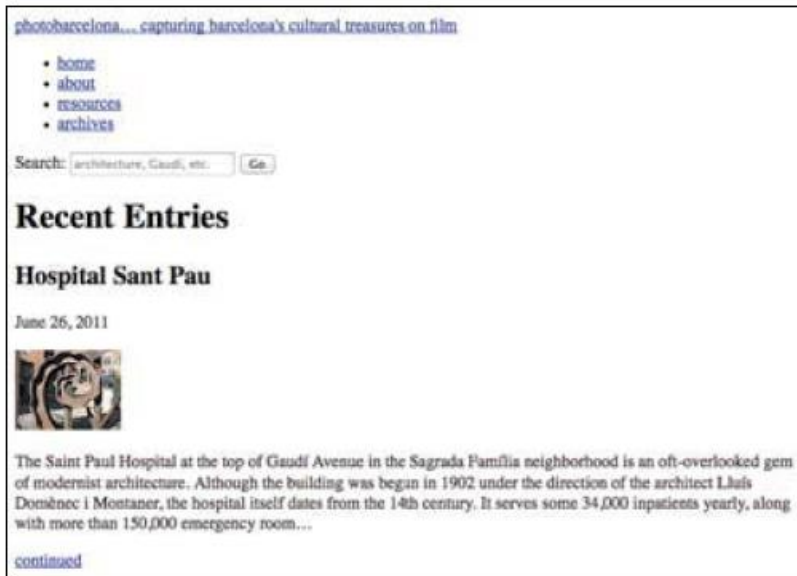 photobarcelona... capturing barcelona's cultural treasures on film
• home
• about
• resources
• archives
Search: architecture, Gaudí, etc. Go
Recent Entries
Hospital Sant Pau
June 26, 2011
The Saint Paul Hospital at the top of Gaudí Avenue in the Sagrada Família neighborhood is an oft-overlooked gem
of modernist architecture. Although the building was begun in 1902 under the direction of the architect Lluís
Domènec i Montaner, the hospital itself dates from the 14th century. It serves some 34,000 inpatients yearly, along
with more than 150,000 emergency room…
continued